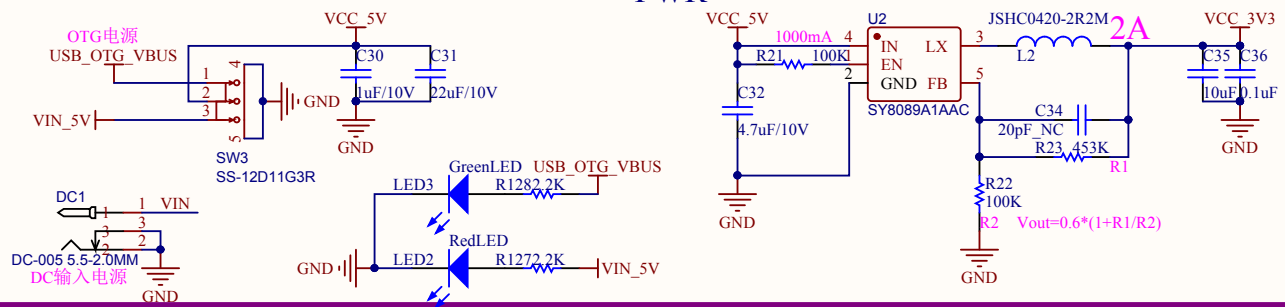 PWR
OTG电源
USB_OTG_VBUS
VIN_5V
1
2
3
4
5
GND
SW3
SS-12D11G3R
VCC_5V
C30
1uF/10V
C31
22uF/10V
GND
DC1
1
1
VIN
3
3
2
2
DC-005 5.5-2.0MM
DC输入电源
GND
GreenLED
USB_OTG_VBUS
LED3
R128
2.2K
RedLED
GND
LED2
R127
2.2K
VIN_5V
VCC_5V
1000mA
R21
100K
C32
4.7uF/10V
GND
U2
4
IN
LX
3
1
EN
2
GND
FB
5
SY8089A1AAC
JSHC0420-2R2M
2A
L2
VCC_3V3
C35
10uF
C36
0.1uF
GND
C34
20pF_NC
R23
453K
R1
R22
100K
R2
Vout=0.6*(1+R1/R2)
GND